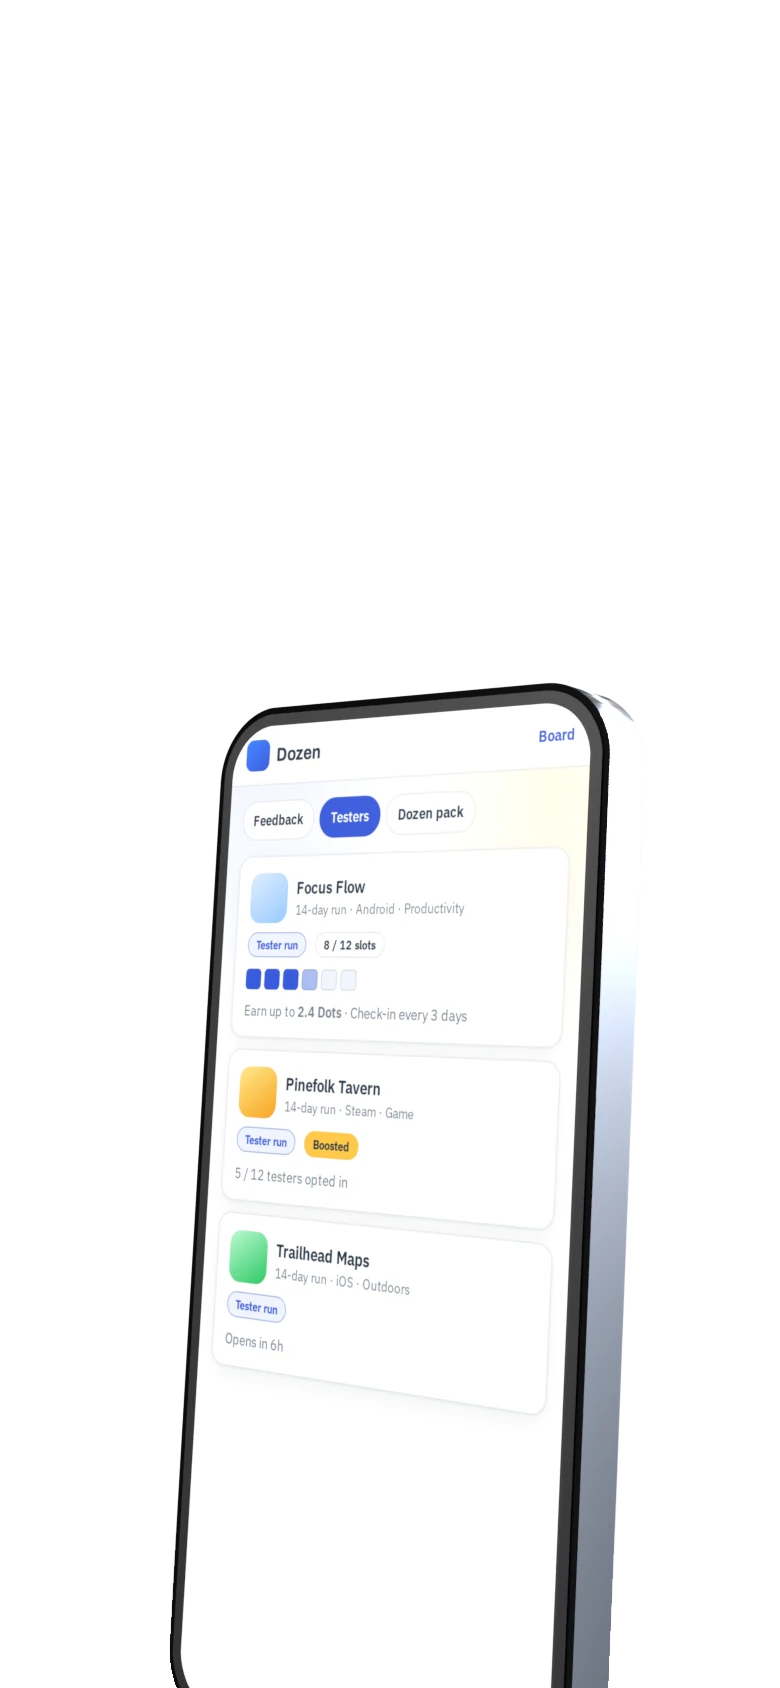 Dozen
Board
Feedback
Testers
Dozen pack
Focus Flow
14-day run · Android · Productivity
Tester run
8 / 12 slots
Earn up to 2.4 Dots · Check-in every 3 days
Pinefolk Tavern
14-day run · Steam · Game
Tester run
Boosted
5 / 12 testers opted in
Trailhead Maps
14-day run · iOS · Outdoors
Tester run
Opens in 6h